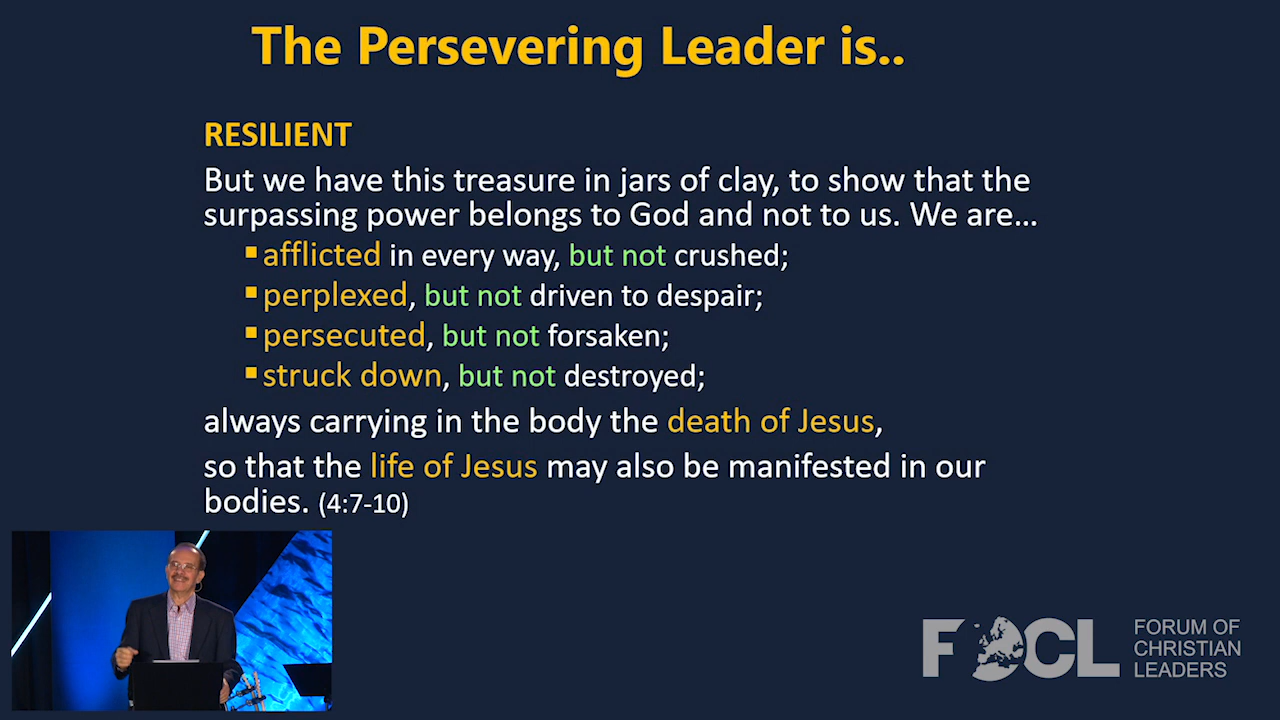 The Persevering Leader is..
RESILIENT
But we have this treasure in jars of clay, to show that the
surpassing power belongs to God and not to us. We are…
▪afflicted in every way, but not crushed;
▪perplexed, but not driven to despair;
▪persecuted, but not forsaken;
▪struck down, but not destroyed;
always carrying in the body the death of Jesus,
so that the life of Jesus may also be manifested in our
bodies. (4:7-10)
FOCL
FORUM OF
CHRISTIAN
LEADERS